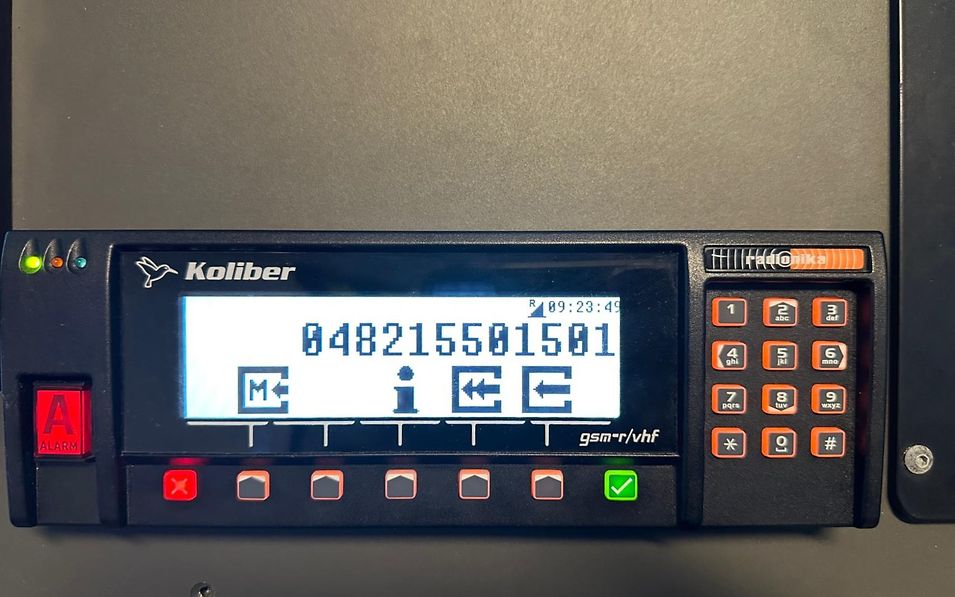 Koliber
radionika
R 09:23:49
048215501501
M
i
gsm-r/vhf
A
ALARM
1
2 abc
3 def
4 ghi
5 jkl
6 mno
7 pqrs
8 tuv
9 wxyz
*
0
#